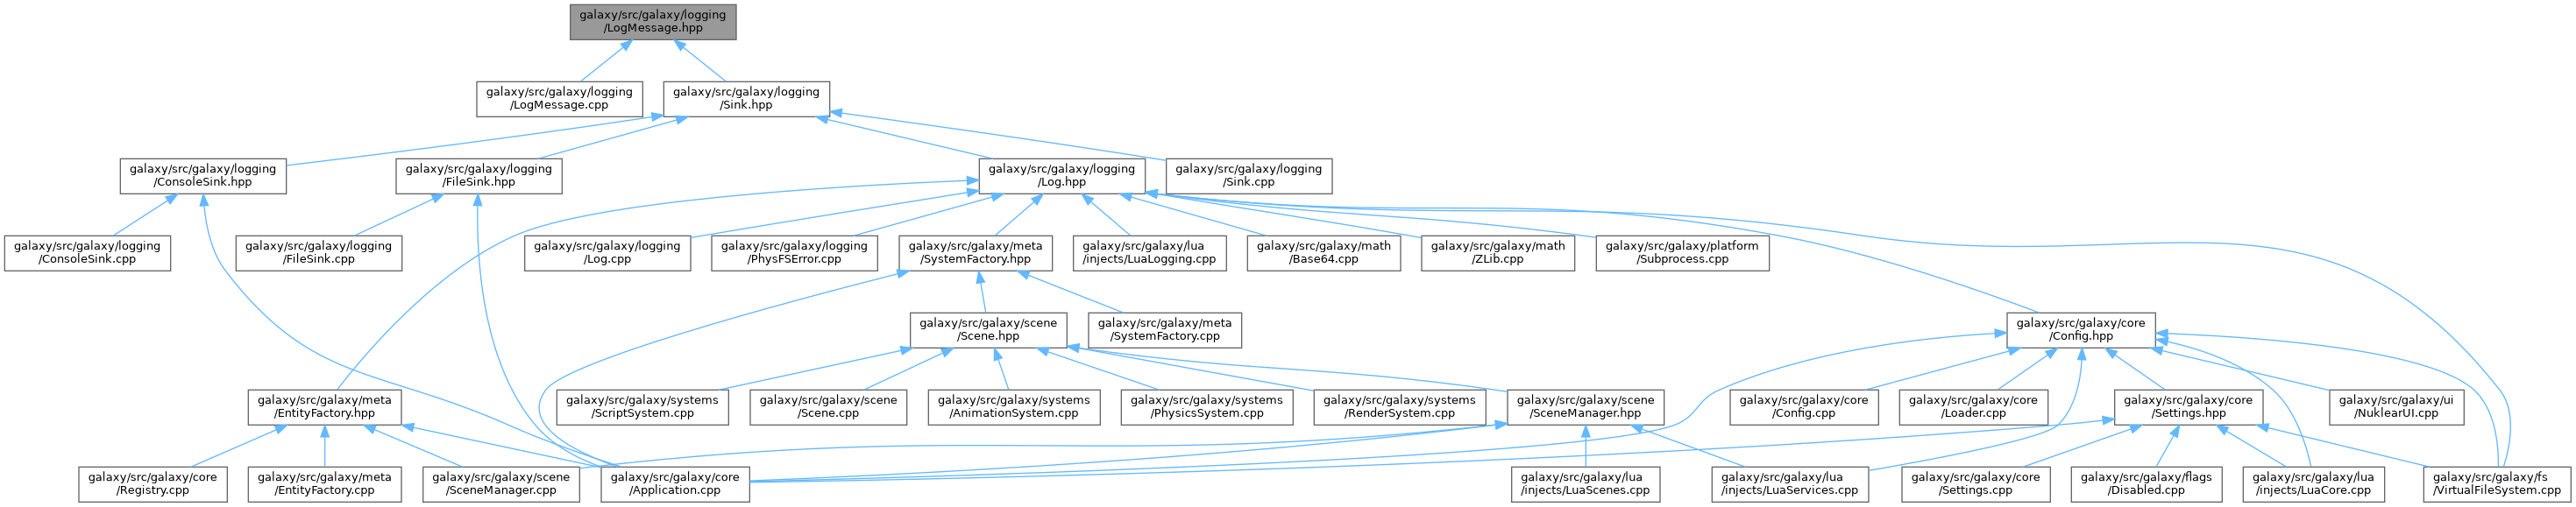 galaxy/src/galaxy/logging
/LogMessage.hpp
galaxy/src/galaxy/logging
/LogMessage.cpp
galaxy/src/galaxy/logging
/Sink.hpp
galaxy/src/galaxy/logging
/ConsoleSink.hpp
galaxy/src/galaxy/logging
/FileSink.hpp
galaxy/src/galaxy/logging
/Log.hpp
galaxy/src/galaxy/logging
/Sink.cpp
galaxy/src/galaxy/logging
/ConsoleSink.cpp
galaxy/src/galaxy/logging
/FileSink.cpp
galaxy/src/galaxy/logging
/Log.cpp
galaxy/src/galaxy/logging
/PhysFSError.cpp
galaxy/src/galaxy/meta
/SystemFactory.hpp
galaxy/src/galaxy/lua
/injects/LuaLogging.cpp
galaxy/src/galaxy/math
/Base64.cpp
galaxy/src/galaxy/math
/ZLib.cpp
galaxy/src/galaxy/platform
/Subprocess.cpp
galaxy/src/galaxy/scene
/Scene.hpp
galaxy/src/galaxy/meta
/SystemFactory.cpp
galaxy/src/galaxy/core
/Config.hpp
galaxy/src/galaxy/meta
/EntityFactory.hpp
galaxy/src/galaxy/systems
/ScriptSystem.cpp
galaxy/src/galaxy/scene
/Scene.cpp
galaxy/src/galaxy/systems
/AnimationSystem.cpp
galaxy/src/galaxy/systems
/PhysicsSystem.cpp
galaxy/src/galaxy/systems
/RenderSystem.cpp
galaxy/src/galaxy/scene
/SceneManager.hpp
galaxy/src/galaxy/core
/Config.cpp
galaxy/src/galaxy/core
/Loader.cpp
galaxy/src/galaxy/core
/Settings.hpp
galaxy/src/galaxy/ui
/NuklearUI.cpp
galaxy/src/galaxy/core
/Registry.cpp
galaxy/src/galaxy/meta
/EntityFactory.cpp
galaxy/src/galaxy/scene
/SceneManager.cpp
galaxy/src/galaxy/core
/Application.cpp
galaxy/src/galaxy/lua
/injects/LuaScenes.cpp
galaxy/src/galaxy/lua
/injects/LuaServices.cpp
galaxy/src/galaxy/core
/Settings.cpp
galaxy/src/galaxy/flags
/Disabled.cpp
galaxy/src/galaxy/lua
/injects/LuaCore.cpp
galaxy/src/galaxy/fs
/VirtualFileSystem.cpp